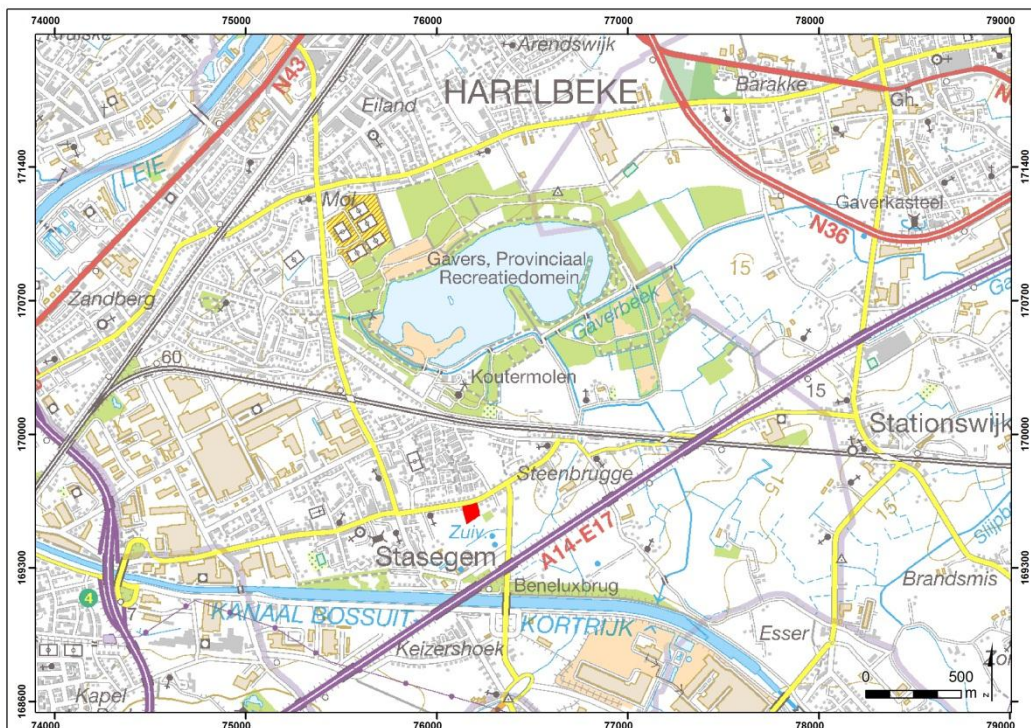 74000 75000 76000 77000 78000 79000
Arendswijk
N43
Eiland
HARELBEKE
Barakke
Gh.
LEIE
171400
171400
Mol
Gaverkasteel
N36
Gavers, Provinciaal
Recreatiedomein
15
Gaverbeek
Zandberg
170700
170700
60
Koutermolen
15
170000
170000
Stationswijk
Steenbrugge
15
15
A14-E17
Zuiv.
Stasegem
169300
169300
Beneluxbrug
Brandsmis
4
KANAAL BOSSUIT-
KORTRIJK
Keizershoek
Esser
Kapel
0 500
m
z
168600
168600
74000 75000 76000 77000 78000 79000